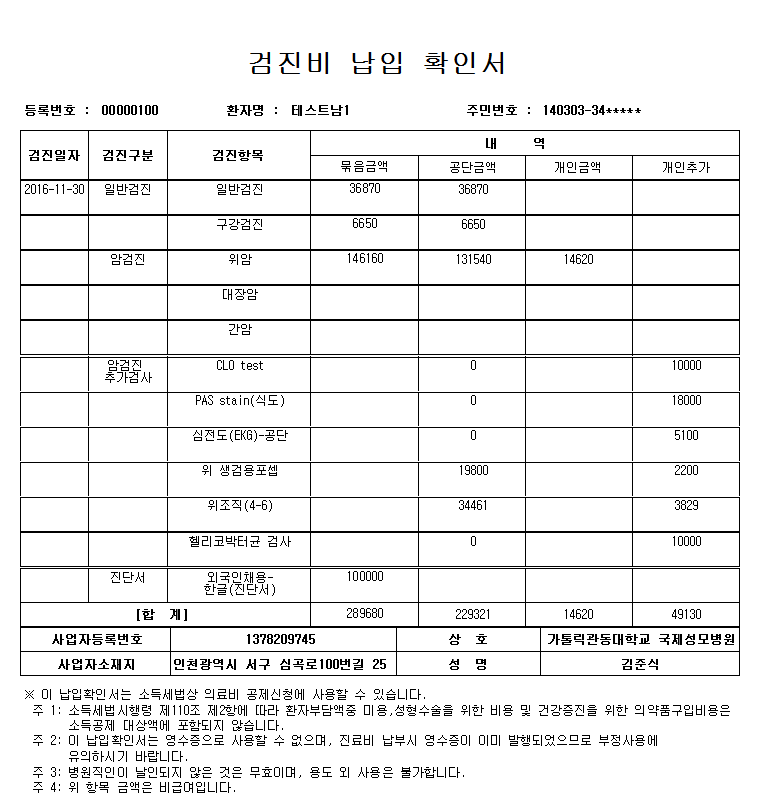 검진비 납입 확인서
등록번호 : 00000100 환자명 : 테스트남1 주민번호 : 140303-34*****
검진일자 검진구분 검진항목 내 역
묶음금액 공단금액 개인금액 개인추가
2016-11-30 일반검진 일반검진 36870 36870
구강검진 6650 6650
암검진 위암 146160 131540 14620
대장암
간암
암검진 CLO test 0 10000
추가검사
PAS stain(식도) 0 18000
심전도(EKG)-공단 0 5100
위 생검용포셉 19800 2200
위조직(4-6) 34461 3829
헬리코박터균 검사 0 10000
진단서 외국인채용- 100000
한글(진단서)
[합 계] 289680 229321 14620 49130
사업자등록번호 1378209745 상 호 가톨릭관동대학교 국제성모병원
사업자소재지 인천광역시 서구 심곡로100번길 25 성 명 김준식
※ 이 납입확인서는 소득세법상 의료비 공제신청에 사용할 수 있습니다.
주 1: 소득세법시행령 제110조 제2항에 따라 환자부담액중 미용,성형수술을 위한 비용 및 건강증진을 위한 의약품구입비용은
소득공제 대상액에 포함되지 않습니다.
주 2: 이 납입확인서는 영수증으로 사용할 수 없으며, 진료비 납부시 영수증이 이미 발행되었으므로 부정사용에
유의하시기 바랍니다.
주 3: 병원직인이 날인되지 않은 것은 무효이며, 용도 외 사용은 불가합니다.
주 4: 위 항목 금액은 비급여입니다.